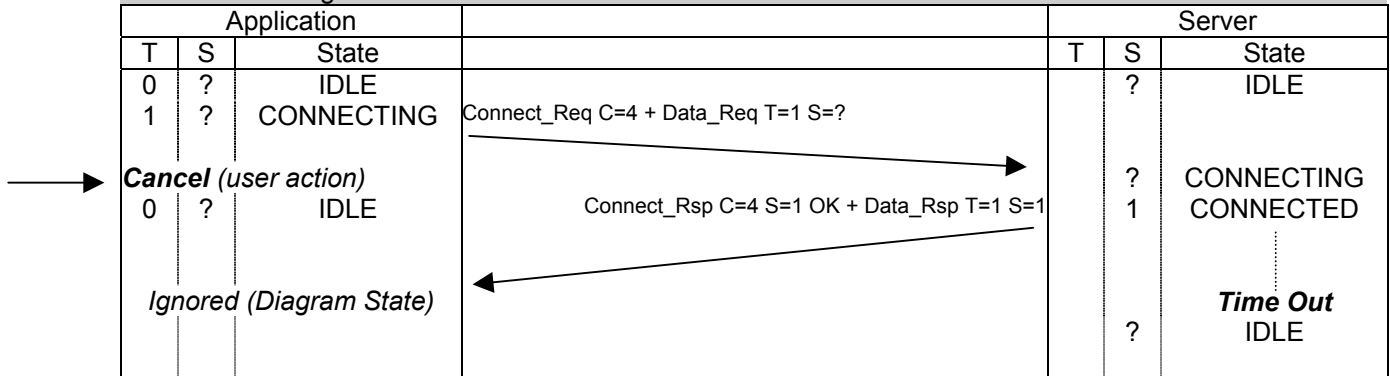 Application Server
T S State T S State
0 ? IDLE ? IDLE
1 ? CONNECTING Connect_Req C=4 + Data_Req T=1 S=?
Cancel (user action) ? CONNECTING
0 ? IDLE Connect_Rsp C=4 S=1 OK + Data_Rsp T=1 S=1 1 CONNECTED
Ignored (Diagram State) Time Out
? IDLE